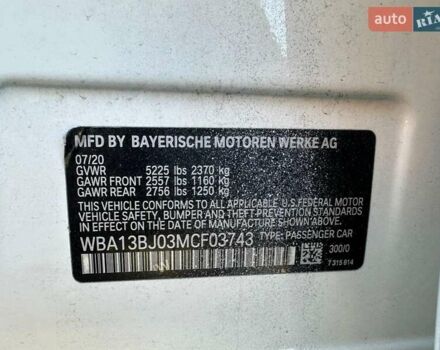 auto RIA
MFD BY BAYERISCHE MOTOREN WERKE AG
07/20
GVWR 5225 lbs 2370 kg
GAWR FRONT 2557 lbs 1160 kg
GAWR REAR 2756 lbs 1250 kg
THIS VEHICLE CONFORMS TO ALL APPLICABLE U.S. FEDERAL MOTOR
VEHICLE SAFETY, BUMPER, AND THEFT PREVENTION STANDARDS
IN EFFECT ON THE DATE OF MANUFACTURE SHOWN ABOVE.
WBA13BJ03MCF03743 TYPE: PASSENGER CAR
300/0
7 315 914